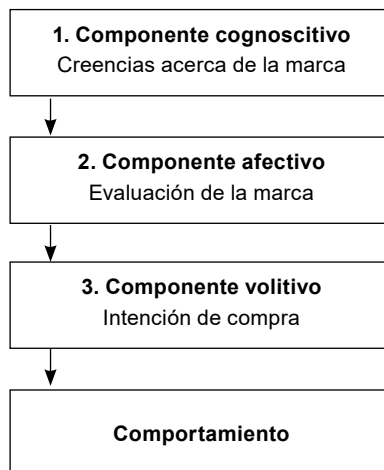 1. Componente cognoscitivo
Creencias acerca de la marca
2. Componente afectivo
Evaluación de la marca
3. Componente volitivo
Intención de compra
Comportamiento